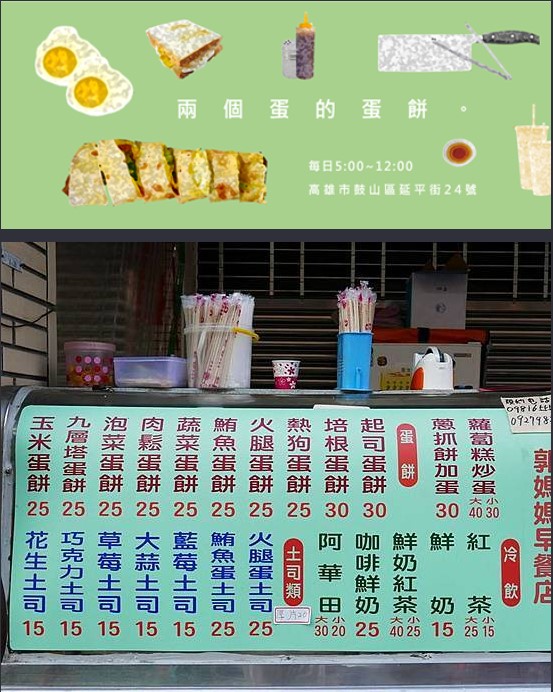 兩個蛋的蛋餅。
每日5:00~12:00
高雄市鼓山區延平街24號
郭媽媽早餐店
蘿蔔糕炒蛋 大40 小30
蔥抓餅加蛋 30
蛋餅
起司蛋餅 30
培根蛋餅 30
熱狗蛋餅 25
火腿蛋餅 25
鮪魚蛋餅 25
蔬菜蛋餅 25
肉鬆蛋餅 25
泡菜蛋餅 25
九層塔蛋餅 25
玉米蛋餅 25
冷飲
紅茶 大25 小15
鮮奶
鮮奶紅茶 大40 小25
咖啡鮮奶 25
阿華田 大30 小20
土司類
火腿蛋土司 25
鮪魚蛋土司 25
藍莓土司 15
大蒜土司 15
草莓土司 15
巧克力土司 15
花生土司 15